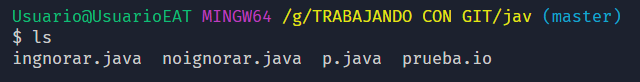 Usuario@UsuarioEAT MINGW64 /g/TRABAJANDO CON GIT/jav (master)
$ ls
ingnorar.java  noignorar.java  p.java  prueba.io